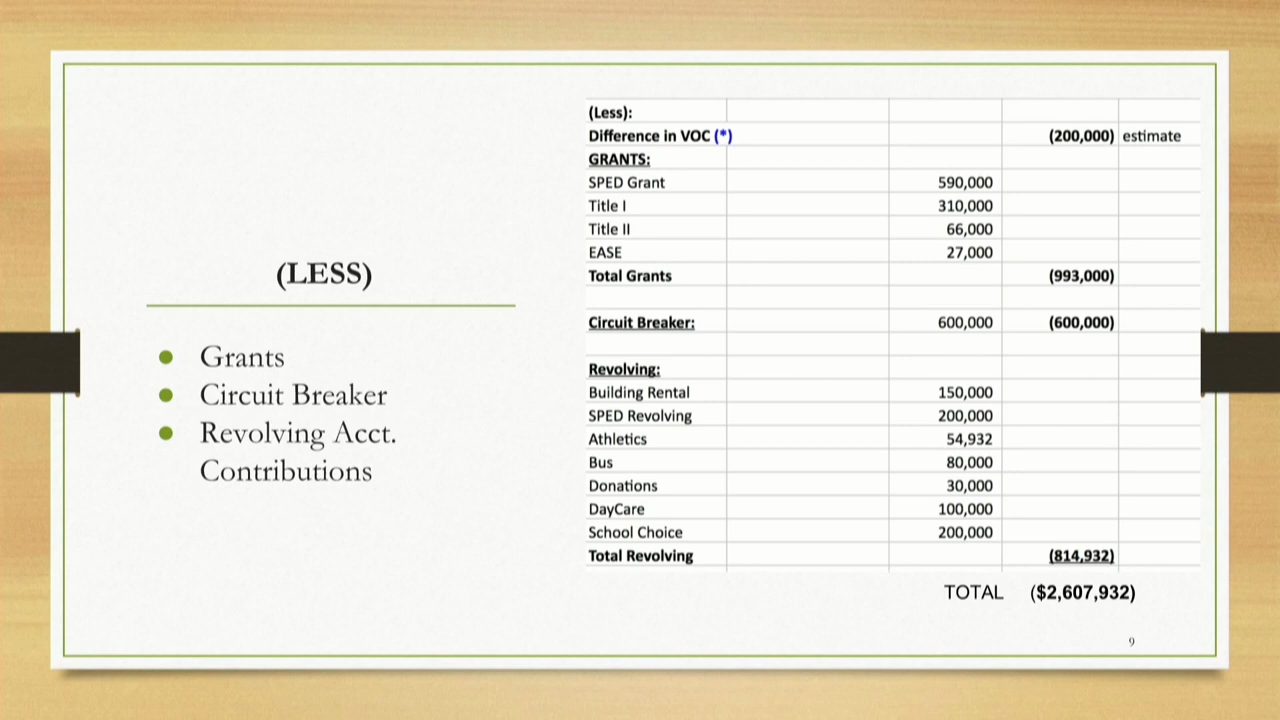 (LESS)
● Grants
● Circuit Breaker
● Revolving Acct.
Contributions
(Less):
Difference in VOC (*) (200,000) estimate
GRANTS:
SPED Grant 590,000
Title I 310,000
Title II 66,000
EASE 27,000
Total Grants (993,000)
Circuit Breaker: 600,000 (600,000)
Revolving:
Building Rental 150,000
SPED Revolving 200,000
Athletics 54,932
Bus 80,000
Donations 30,000
DayCare 100,000
School Choice 200,000
Total Revolving (814,932)
TOTAL ($2,607,932)
9